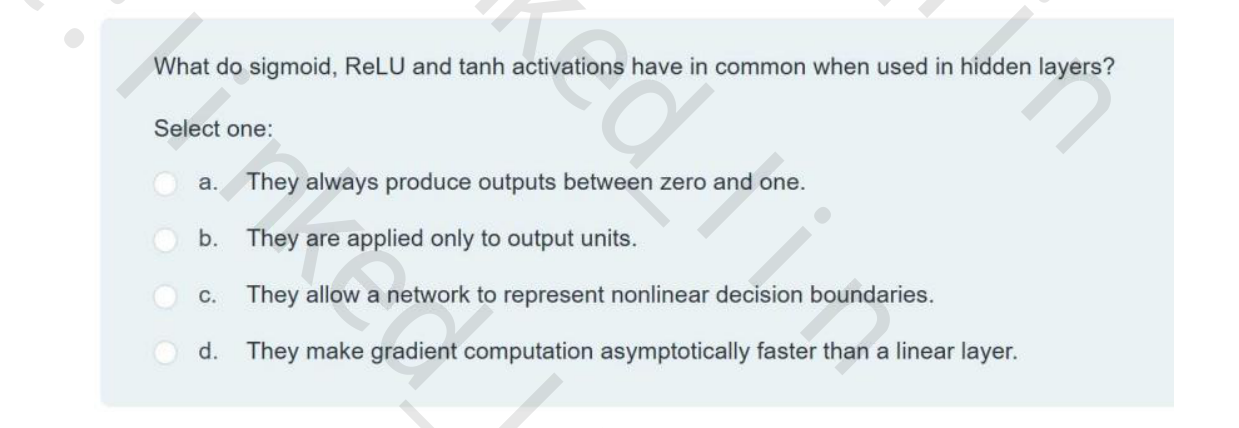 What do sigmoid, ReLU and tanh activations have in common when used in hidden layers?
Select one:
a. They always produce outputs between zero and one.
b. They are applied only to output units.
c. They allow a network to represent nonlinear decision boundaries.
d. They make gradient computation asymptotically faster than a linear layer.